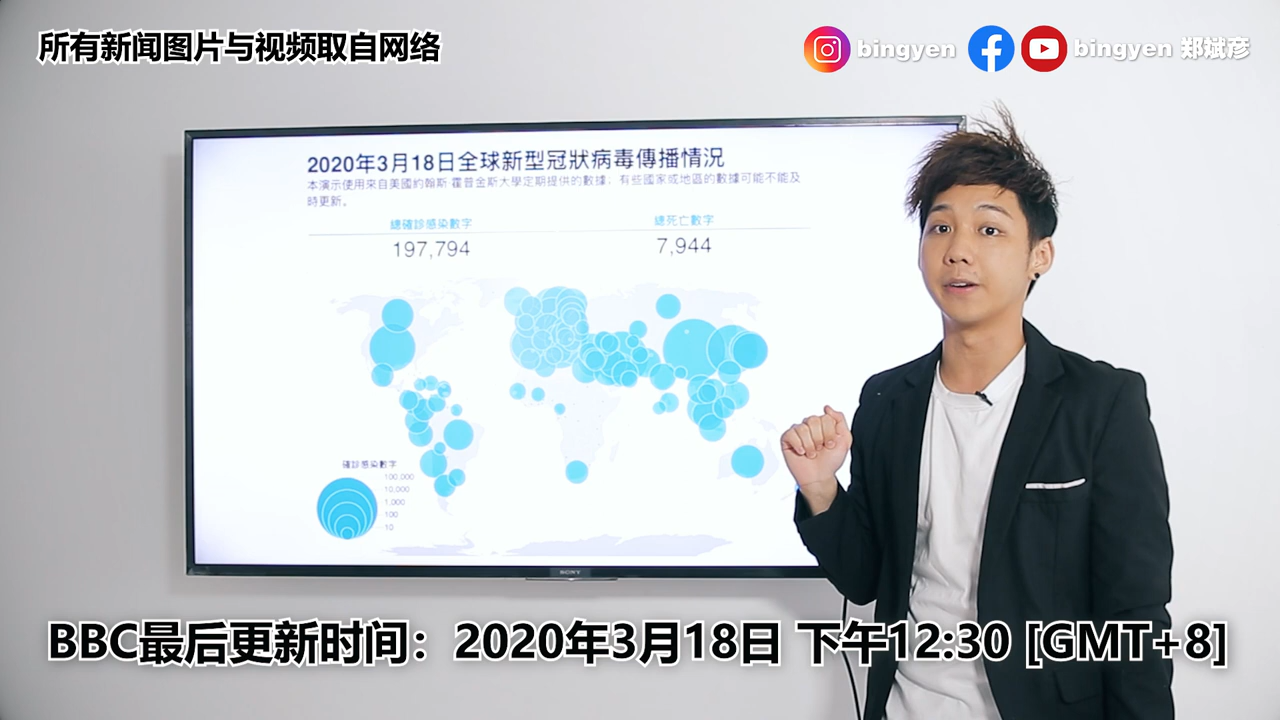 所有新闻图片与视频取自网络
bingyen
bingyen 郑斌彦
2020年3月18日全球新型冠狀病毒傳播情況
本演示使用來自美國約翰斯·霍普金斯大學定期提供的數據；有些國家或地區的數據可能不能及
時更新。
總確診感染數字
總死亡數字
197,794
7,944
確診感染數字
100,000
10,000
1,000
100
10
SONY
BBC最后更新时间：2020年3月18日 下午12:30 [GMT+8]